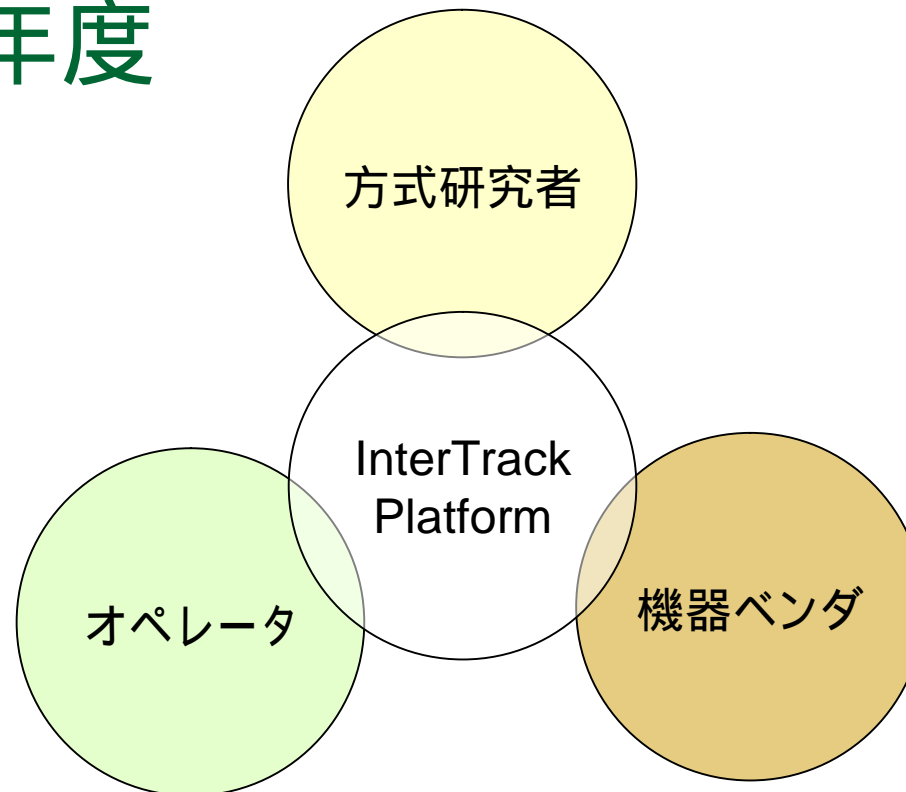 年度
方式研究者
InterTrack
Platform
オペレータ
機器ベンダ